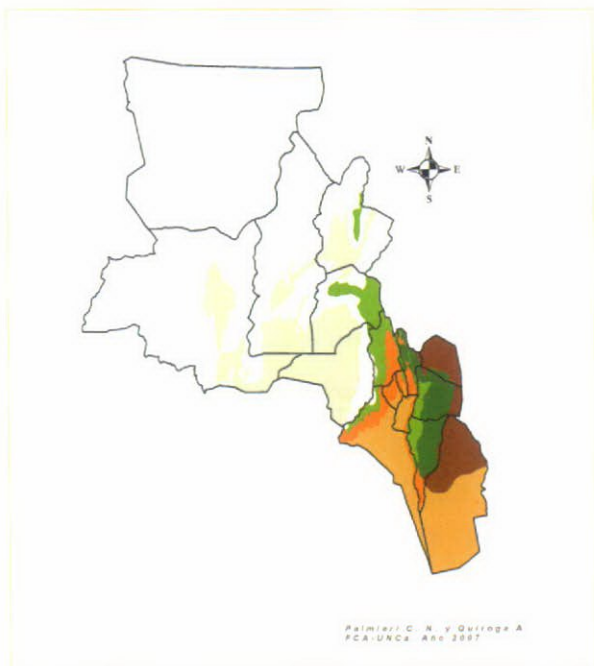 N
W E
S
Palmieri C. N. y Quiroga A
FCA-UNCa. Año 2007